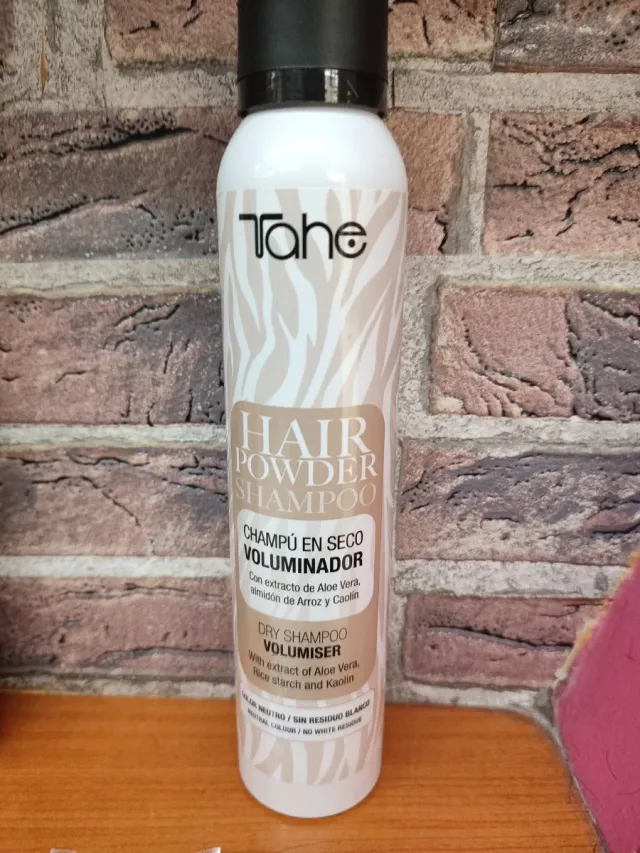 Tahe
HAIR
POWDER
SHAMPOO
CHAMPÚ EN SECO
VOLUMINADOR
Con extracto de Aloe Vera,
almidón de Arroz y Caolín
DRY SHAMPOO
VOLUMISER
With extract of Aloe Vera,
Rice starch and Kaolin
COLOR NEUTRO / SIN RESIDUO BLANCO
NEUTRAL COLOUR / NO WHITE RESIDUE